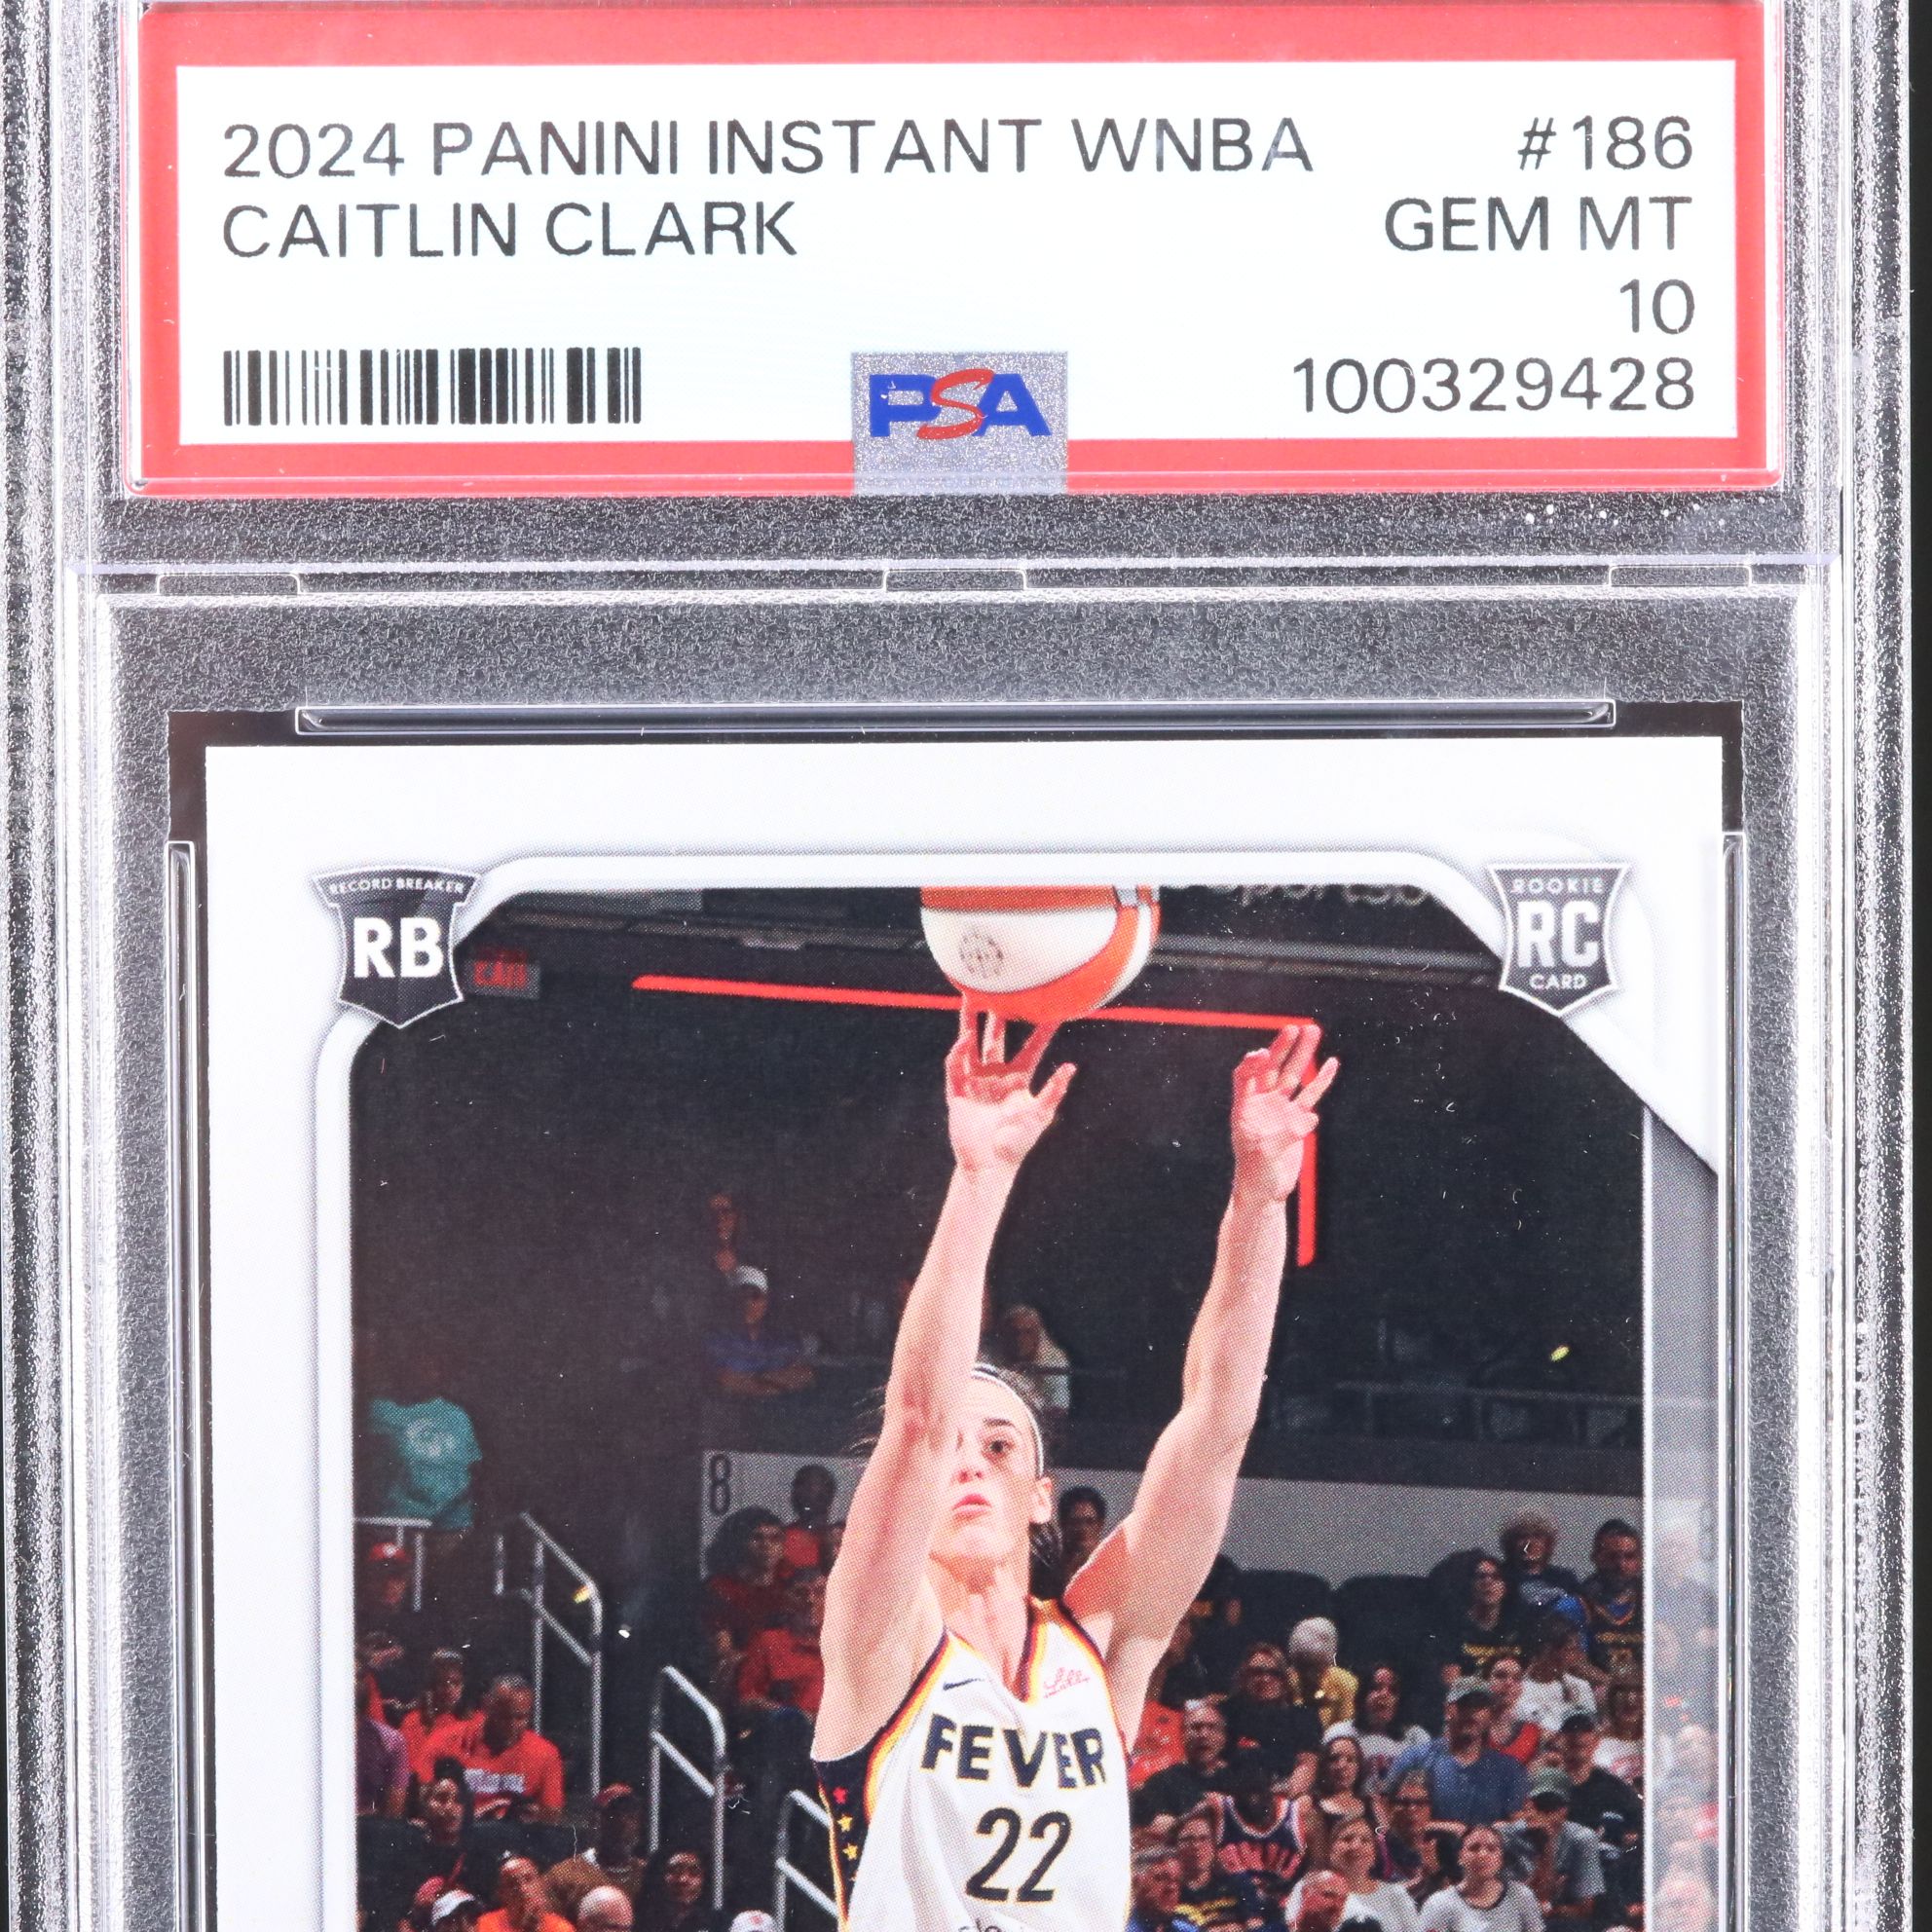 2024 PANINI INSTANT WNBA #186
CAITLIN CLARK GEM MT
10
100329428
PSA
RECORD BREAKER
RB
ROOKIE
RC
CARD
8
FEVER
22